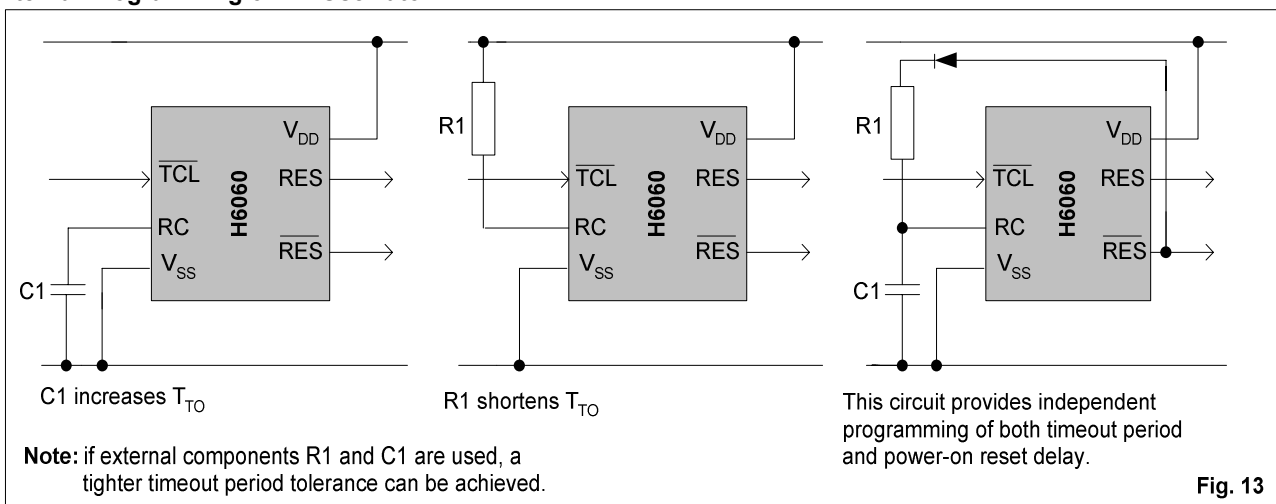 V_DD
TCL
RES
RC
RES
V_SS
H6060
C1
C1 increases T_TO
R1
V_DD
TCL
RES
RC
RES
V_SS
H6060
R1 shortens T_TO
R1
V_DD
TCL
RES
RC
RES
V_SS
H6060
C1
This circuit provides independent
programming of both timeout period
and power-on reset delay.
Note: if external components R1 and C1 are used, a
tighter timeout period tolerance can be achieved.
Fig. 13